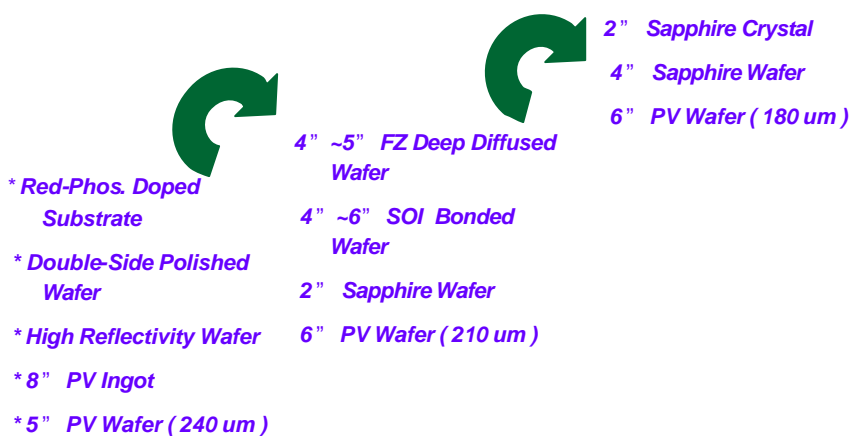 * Red-Phos. Doped
Substrate
* Double-Side Polished
Wafer
* High Reflectivity Wafer
* 8” PV Ingot
* 5” PV Wafer ( 240 um )
4” ~5” FZ Deep Diffused
Wafer
4” ~6” SOI Bonded
Wafer
2” Sapphire Wafer
6” PV Wafer ( 210 um )
2” Sapphire Crystal
4” Sapphire Wafer
6” PV Wafer ( 180 um )